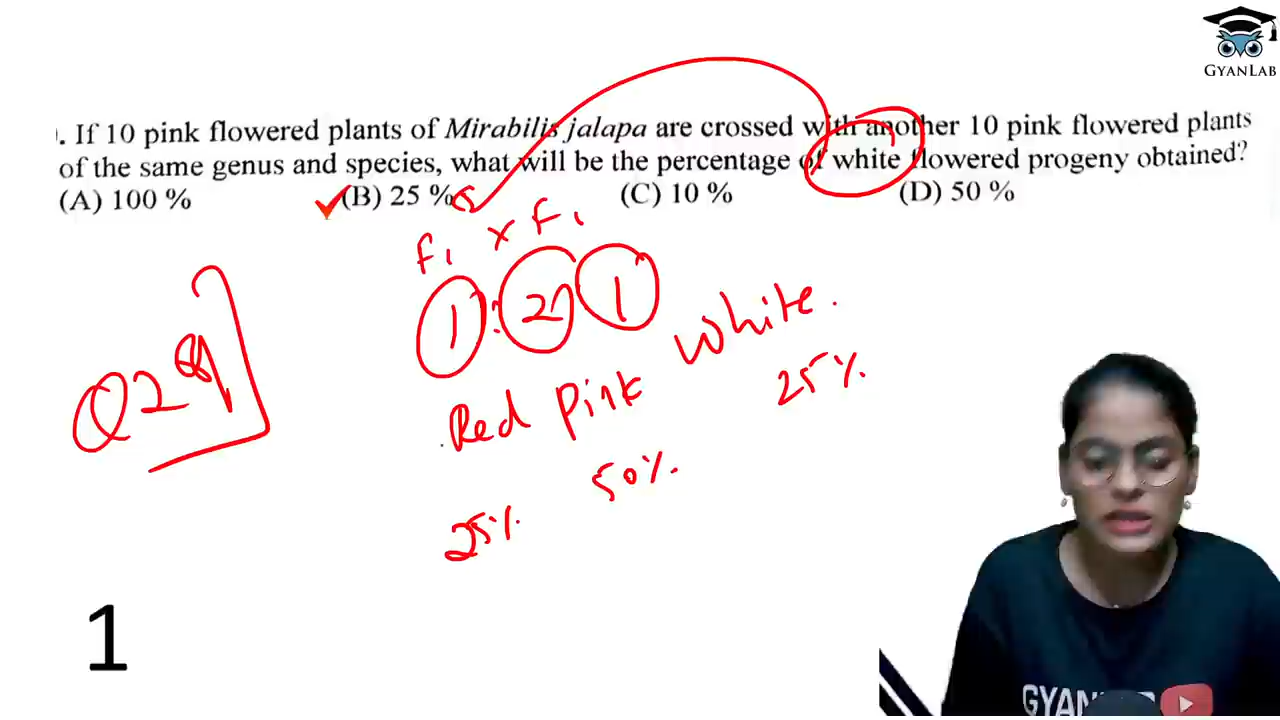 GYANLAB
). If 10 pink flowered plants of Mirabilis jalapa are crossed with another 10 pink flowered plants
of the same genus and species, what will be the percentage of white flowered progeny obtained?
(A) 100 % (B) 25 % (C) 10 % (D) 50 %
F₁ × F₁
1 : 2 1
Red Pink White.
25% 50% 25%
1
GYAN